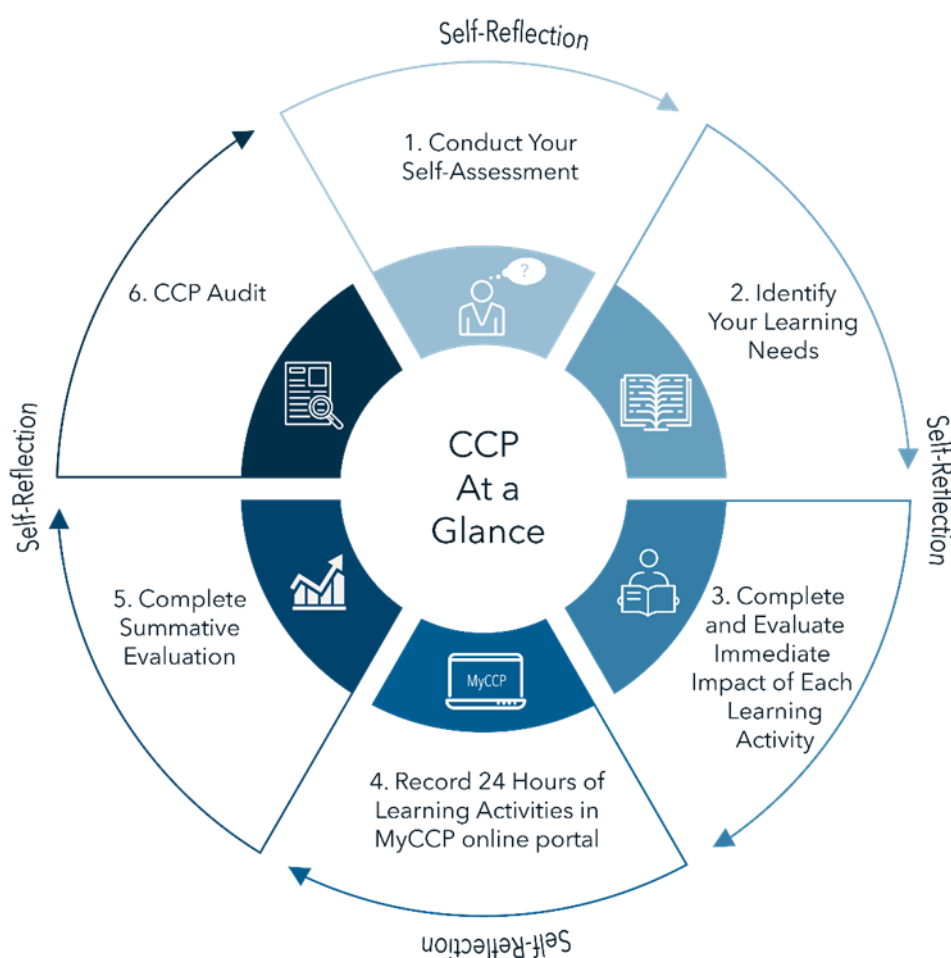 Self-Reflection
1. Conduct Your
Self-Assessment
?
2. Identify
Your Learning
Needs
Self-Reflection
3. Complete
and Evaluate
Immediate
Impact of Each
Learning
Activity
MyCCP
4. Record 24 Hours of
Learning Activities in
MyCCP online portal
Self-Reflection
5. Complete
Summative
Evaluation
Self-Reflection
6. CCP Audit
CCP
At a
Glance